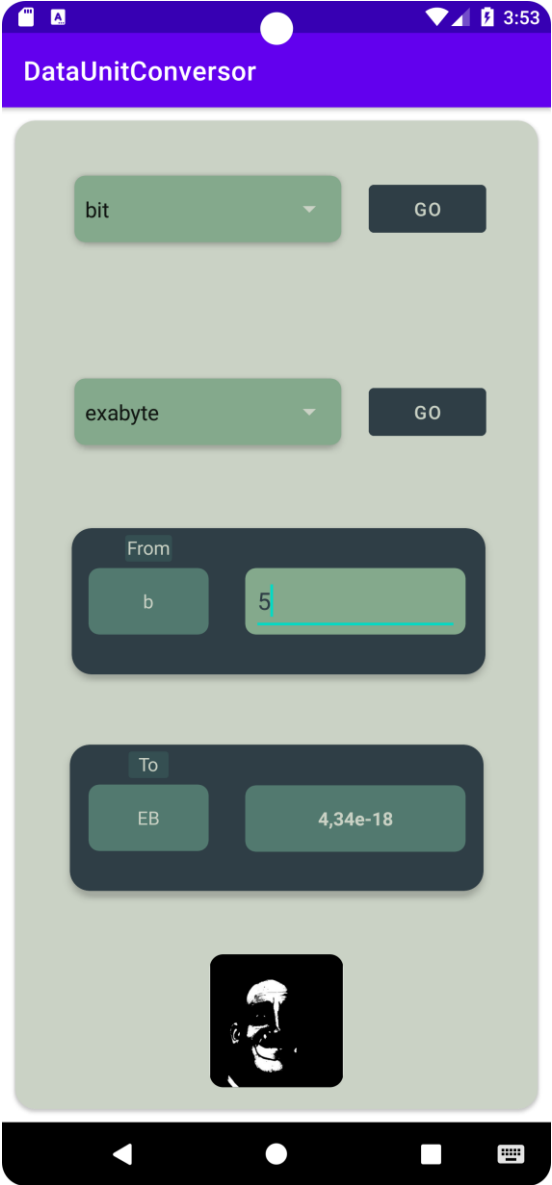 3:53
DataUnitConversor
bit
GO
exabyte
GO
From
b
5
To
EB
4,34e-18